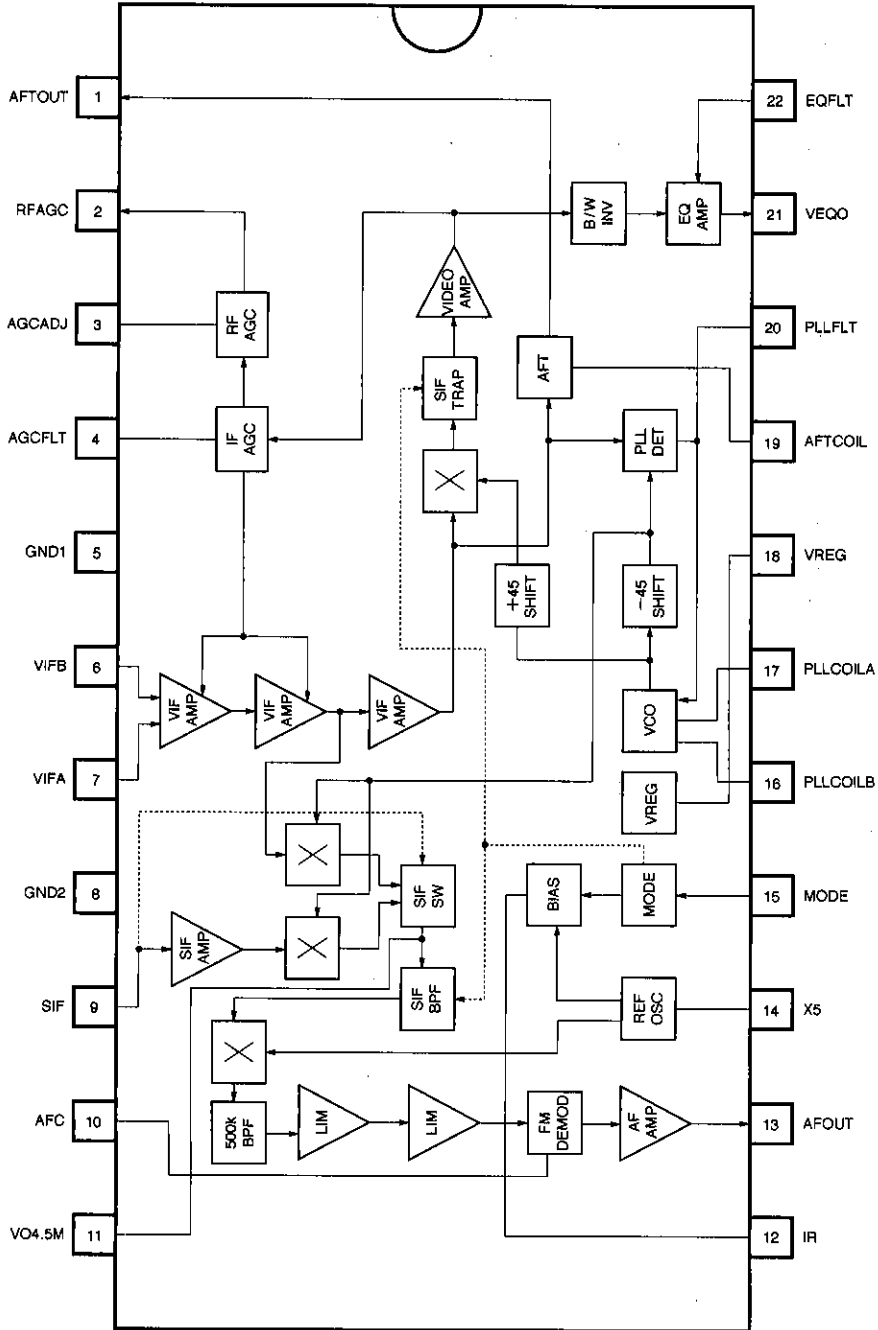 AFTOUT 1
RFAGC 2
AGCADJ 3
AGCFLT 4
GND1 5
VIFB 6
VIFA 7
GND2 8
SIF 9
AFC 10
VO4.5M 11
22 EQFLT
21 VEQO
20 PLLFLT
19 AFTCOIL
18 VREG
17 PLLCOILA
16 PLLCOILB
15 MODE
14 X5
13 AFOUT
12 IR
RF
AGC
IF
AGC
VIDEO
AMP
B/W
INV
EQ
AMP
SIF
TRAP
AFT
PLL
DET
+45
SHIFT
−45
SHIFT
VIF
AMP
VIF
AMP
VIF
AMP
VCO
VREG
SIF
SW
BIAS
MODE
SIF
AMP
SIF
BPF
REF
OSC
500k
BPF
LIM
LIM
FM
DEMOD
AF
AMP